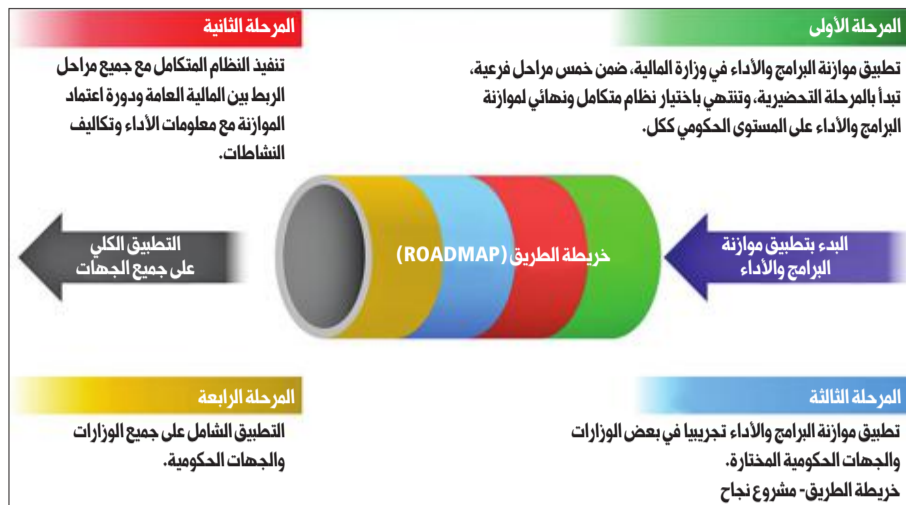 المرحلة الأولى
تطبيق موازنة البرامج والأداء في وزارة المالية، ضمن خمس مراحل فرعية،
تبدأ بالمرحلة التحضيرية، وتنتهي باختيار نظام متكامل ونهائي لموازنة
البرامج والأداء على المستوى الحكومي ككل.
المرحلة الثانية
تنفيذ النظام المتكامل مع جميع مراحل
الربط بين المالية العامة ودورة اعتماد
الموازنة مع معلومات الأداء وتكاليف
النشاطات.
البدء بتطبيق موازنة
البرامج والأداء
خريطة الطريق (ROADMAP)
التطبيق الكلي
على جميع الجهات
المرحلة الثالثة
تطبيق موازنة البرامج والأداء تجريبيا في بعض الوزارات
والجهات الحكومية المختارة.
خريطة الطريق- مشروع نجاح
المرحلة الرابعة
التطبيق الشامل على جميع الوزارات
والجهات الحكومية.